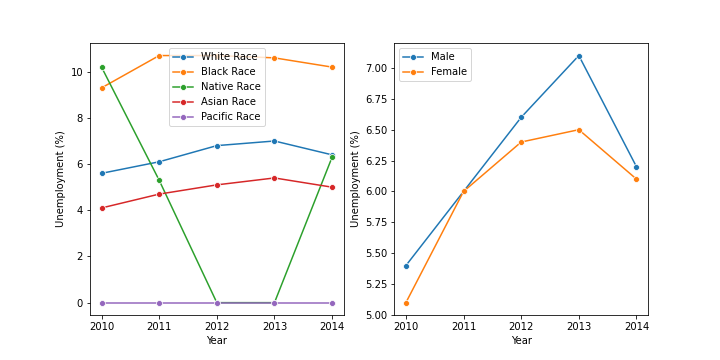 Unemployment (%)
10
8
6
4
2
0
2010 2011 2012 2013 2014
Year
White Race
Black Race
Native Race
Asian Race
Pacific Race
Unemployment (%)
7.00
6.75
6.50
6.25
6.00
5.75
5.50
5.25
5.00
2010 2011 2012 2013 2014
Year
Male
Female